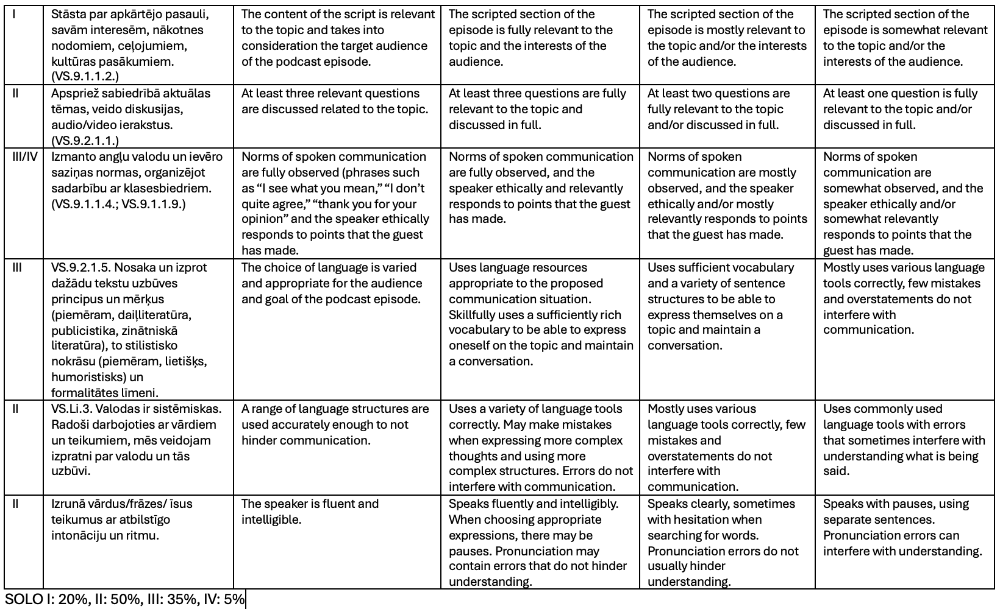 I
Stāsta par apkārtējo pasauli,
savām interesēm, nākotnes
nodomiem, ceļojumiem,
kultūras pasākumiem.
(VS.9.1.1.2.)
The content of the script is relevant
to the topic and takes into
consideration the target audience
of the podcast episode.
The scripted section of the
episode is fully relevant to the
topic and the interests of the
audience.
The scripted section of the
episode is mostly relevant to
the topic and/or the interests
of the audience.
The scripted section of the
episode is somewhat relevant
to the topic and/or the
interests of the audience.
II
Apspriež sabiedrībā aktuālas
tēmas, veido diskusijas,
audio/video ierakstus.
(VS.9.2.1.1.)
At least three relevant questions
are discussed related to the topic.
At least three questions are fully
relevant to the topic and
discussed in full.
At least two questions are
fully relevant to the topic
and/or discussed in full.
At least one question is fully
relevant to the topic and/or
discussed in full.
III/IV
Izmanto angļu valodu un ievēro
saziņas normas, organizējot
sadarbību ar klasesbiedriem.
(VS.9.1.1.4.; VS.9.1.1.9.)
Norms of spoken communication
are fully observed (phrases such
as “I see what you mean,” “I don’t
quite agree,” “thank you for your
opinion” and the speaker ethically
responds to points that the guest
has made.
Norms of spoken communication
are fully observed, and the
speaker ethically and relevantly
responds to points that the guest
has made.
Norms of spoken
communication are mostly
observed, and the speaker
ethically and/or mostly
relevantly responds to points
that the guest has made.
Norms of spoken
communication are
somewhat observed, and the
speaker ethically and/or
somewhat relevantly
responds to points that the
guest has made.
III
VS.9.2.1.5. Nosaka un izprot
dažādu tekstu uzbūves
principus un mērķus
(piemēram, daiļliteratūra,
publicistika, zinātniskā
literatūra), to stilistisko
nokrāsu (piemēram, lietišķs,
humoristisks) un
formalitātes līmeni.
The choice of language is varied
and appropriate for the audience
and goal of the podcast episode.
Uses language resources
appropriate to the proposed
communication situation.
Skillfully uses a sufficiently rich
vocabulary to be able to express
oneself on the topic and maintain
a conversation.
Uses sufficient vocabulary
and a variety of sentence
structures to be able to
express themselves on a
topic and maintain a
conversation.
Mostly uses various language
tools correctly, few mistakes
and overstatements do not
interfere with
communication.
II
VS.Li.3. Valodas ir sistēmiskas.
Radoši darbojoties ar vārdiem
un teikumiem, mēs veidojam
izpratni par valodu un tās
uzbūvi.
A range of language structures are
used accurately enough to not
hinder communication.
Uses a variety of language tools
correctly. May make mistakes
when expressing more complex
thoughts and using more
complex structures. Errors do not
interfere with communication.
Mostly uses various
language tools correctly, few
mistakes and
overstatements do not
interfere with
communication.
Uses commonly used
language tools with errors
that sometimes interfere with
understanding what is being
said.
II
Izrunā vārdus/frāzes/ īsus
teikumus ar atbilstīgo
intonāciju un ritmu.
The speaker is fluent and
intelligible.
Speaks fluently and intelligibly.
When choosing appropriate
expressions, there may be
pauses. Pronunciation may
contain errors that do not hinder
understanding.
Speaks clearly, sometimes
with hesitation when
searching for words.
Pronunciation errors do not
usually hinder
understanding.
Speaks with pauses, using
separate sentences.
Pronunciation errors can
interfere with understanding.
SOLO I: 20%, II: 50%, III: 35%, IV: 5%